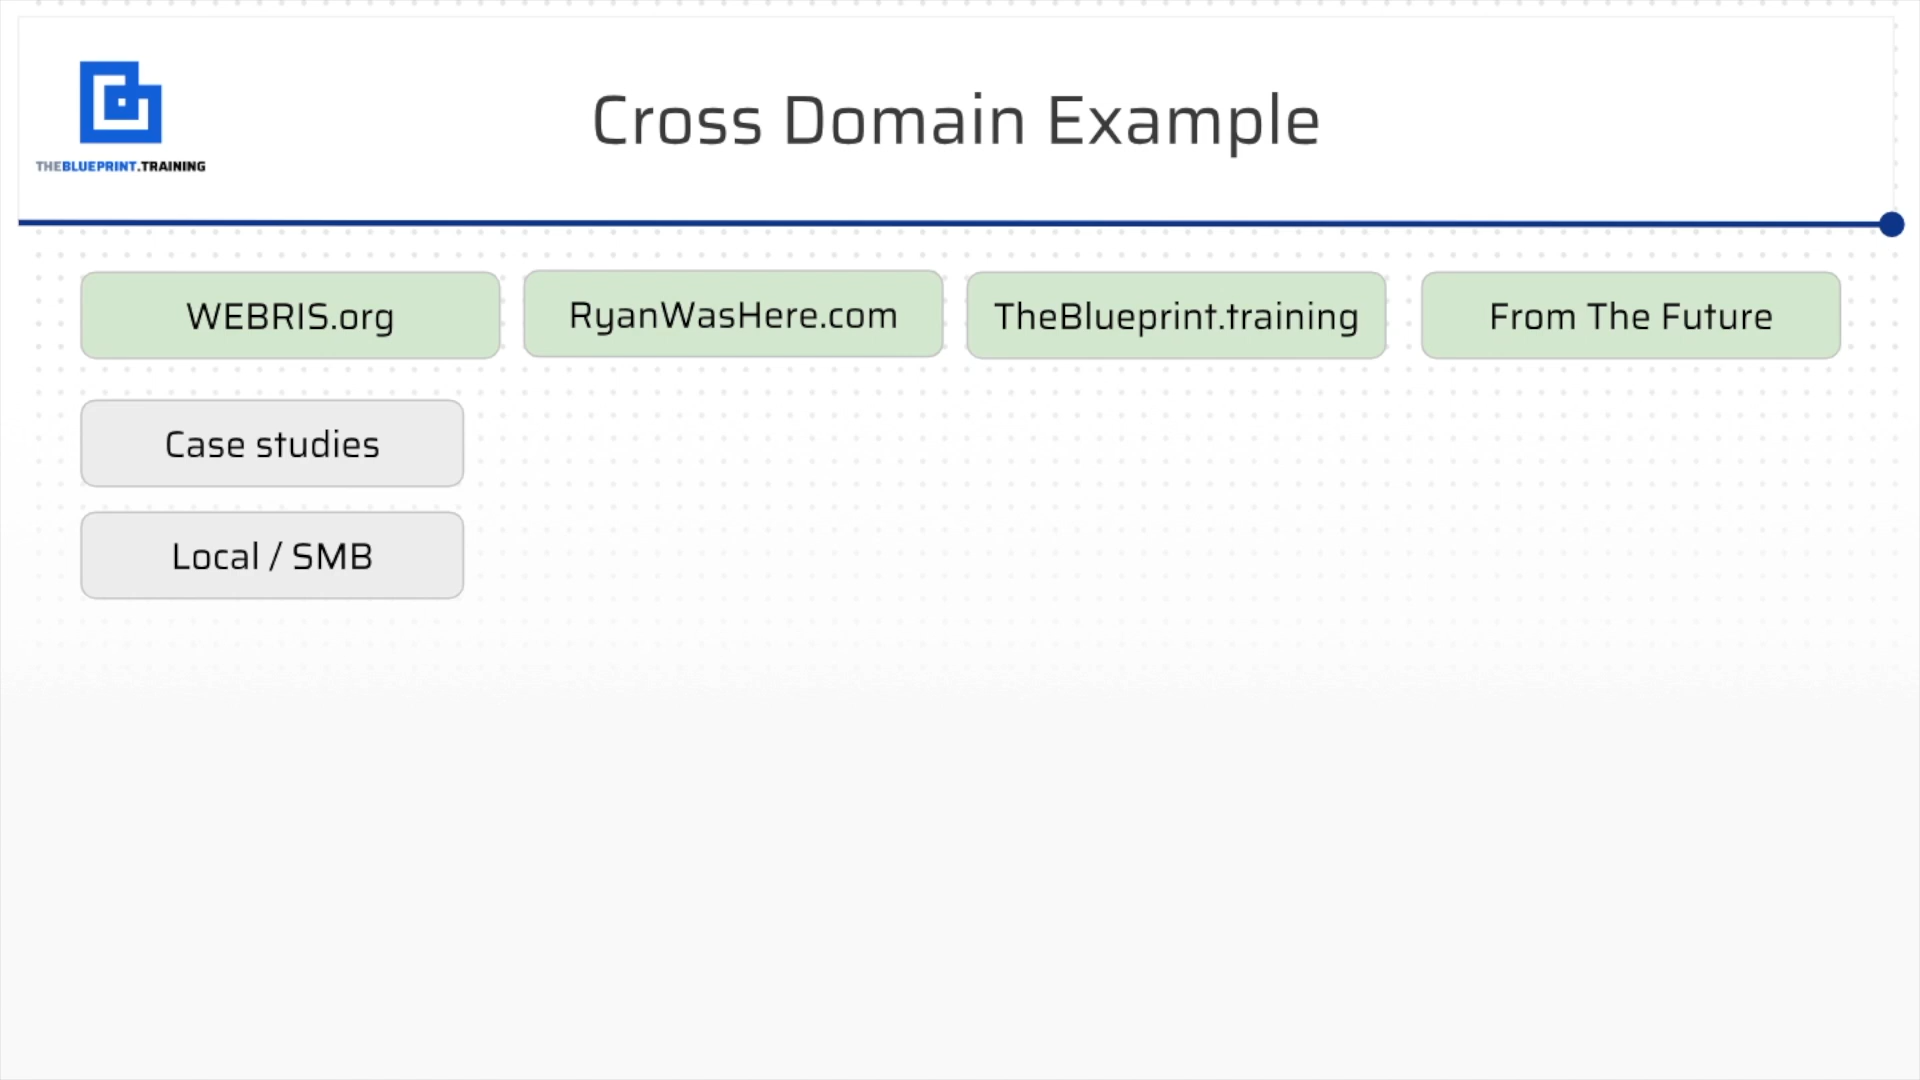 THEBLUEPRINT.TRAINING
Cross Domain Example
WEBRIS.org
RyanWasHere.com
TheBlueprint.training
From The Future
Case studies
Local / SMB